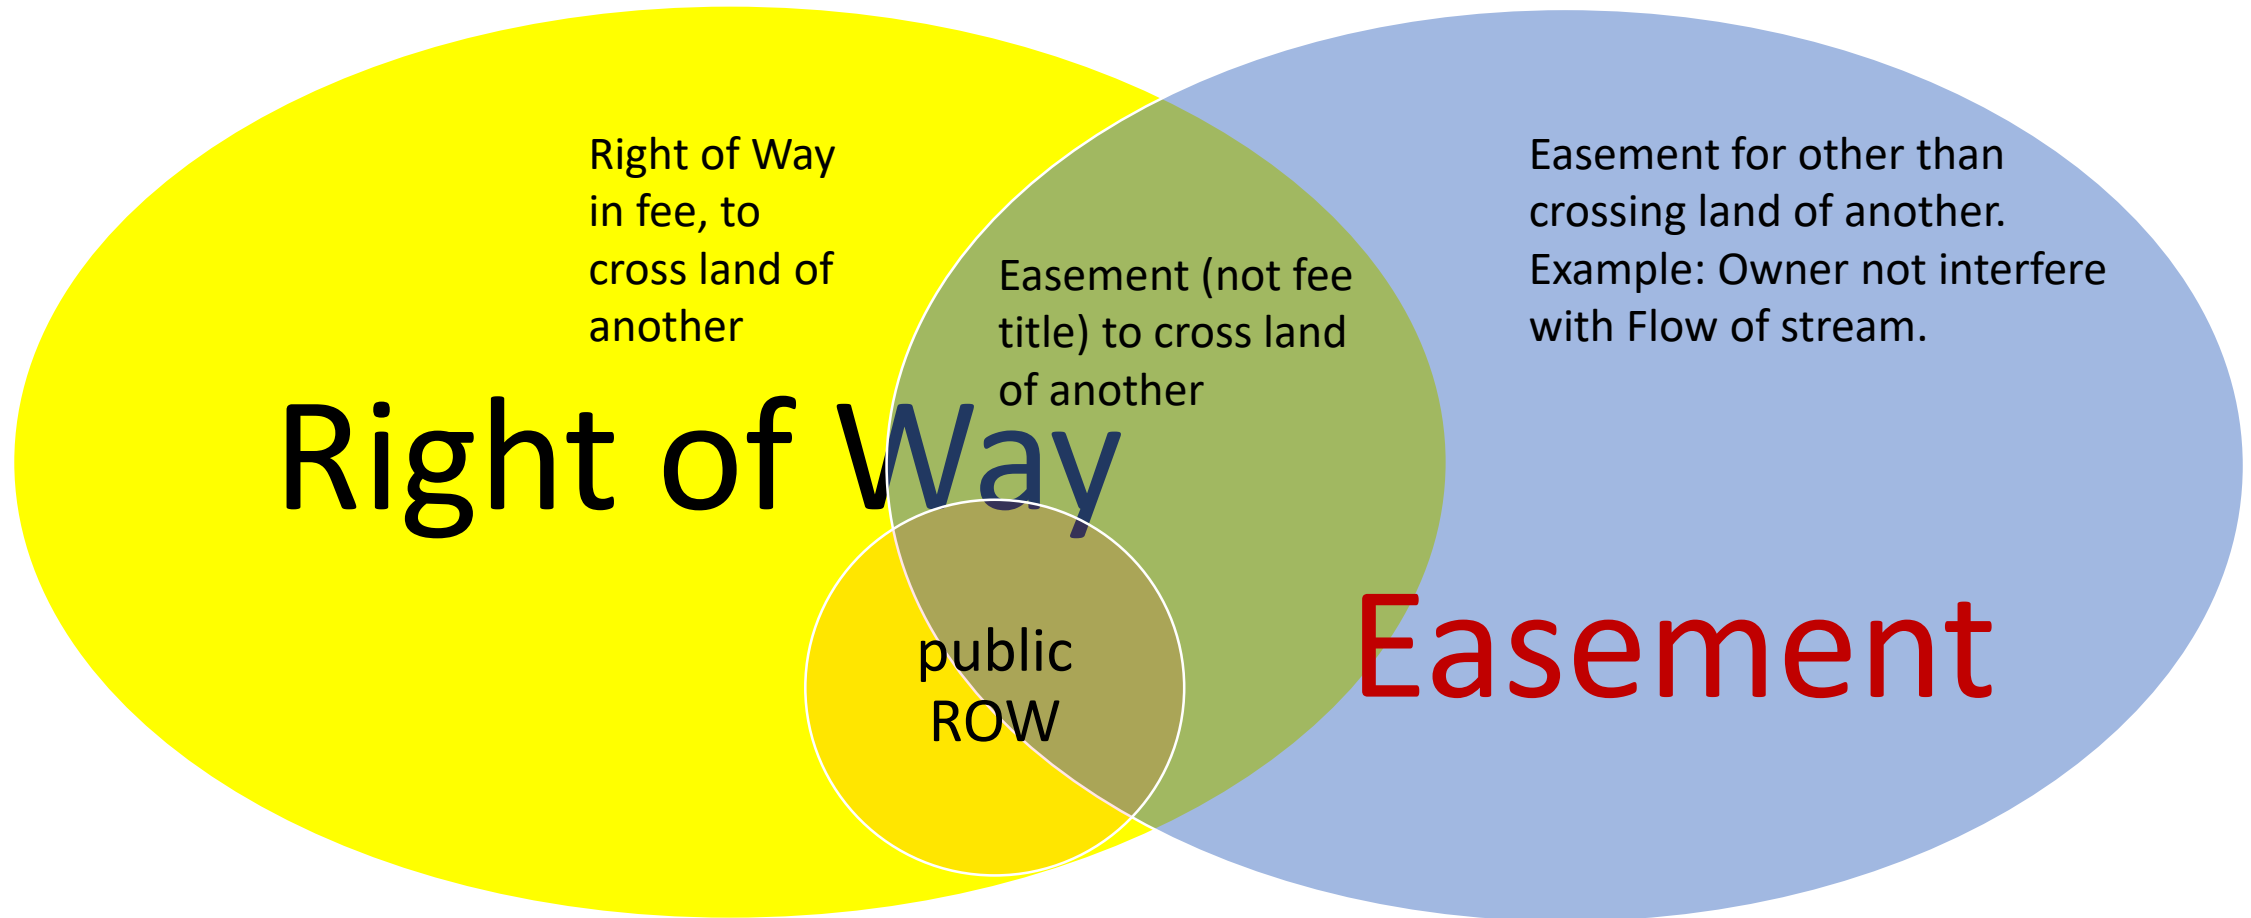 Right of Way
in fee, to
cross land of
another
Easement (not fee
title) to cross land
of another
Easement for other than
crossing land of another.
Example: Owner not interfere
with Flow of stream.
Right of Way
public
ROW
Easement